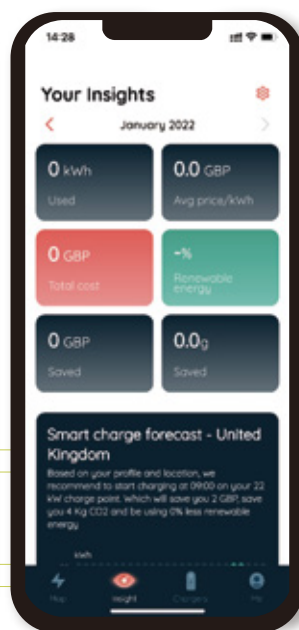 14:28
Your Insights
January 2022
0 kWh
Used
0.0 GBP
Avg price/kWh
0 GBP
Total cost
-%
Renewable
energy
0 GBP
Saved
0.0g
Saved
Smart charge forecast - United
Kingdom
Based on your profile and location, we
recommend to start charging at 09:00 on your 22
kW charge point. Which will save you 2 GBP, save
you 4 Kg CO2 and be using 0% less renewable
energy
kWh
Map
Insight
Chargers
Me